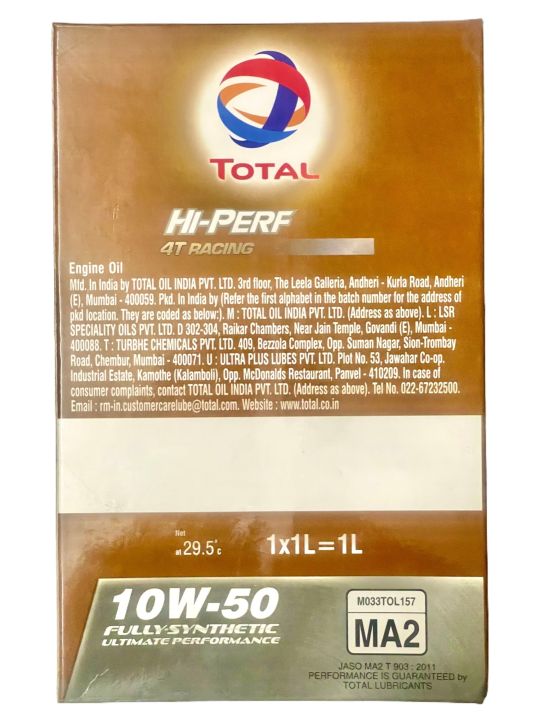 TOTAL
HI-PERF
4T RACING
Engine Oil
Mfd. In India by TOTAL OIL INDIA PVT. LTD. 3rd floor, The Leela Galleria, Andheri - Kurla Road, Andheri
(E), Mumbai - 400059. Pkd. In India by (Refer the first alphabet in the batch number for the address of
pkd location. They are coded as below:). M : TOTAL OIL INDIA PVT. LTD. (Address as above). L : LSR
SPECIALITY OILS PVT. LTD. D 302-304, Raikar Chambers, Near Jain Temple, Govandi (E), Mumbai -
400088. T : TURBHE CHEMICALS PVT. LTD. 409, Bezzola Complex, Opp. Suman Nagar, Sion-Trombay
Road, Chembur, Mumbai - 400071. U : ULTRA PLUS LUBES PVT. LTD. Plot No. 53, Jawahar Co-op.
Industrial Estate, Kamothe (Kalamboli), Opp. McDonalds Restaurant, Panvel - 410209. In case of
consumer complaints, contact TOTAL OIL INDIA PVT. LTD. (Address as above). Tel No. 022-67232500.
Email : rm-in.customercarelube@total.com. Website : www.total.co.in
Net
at 29.5°c 1x1L=1L
10W-50
FULLY-SYNTHETIC
ULTIMATE PERFORMANCE
M033TOL157
MA2
JASO MA2 T 903 : 2011
PERFORMANCE IS GUARANTEED by
TOTAL LUBRICANTS